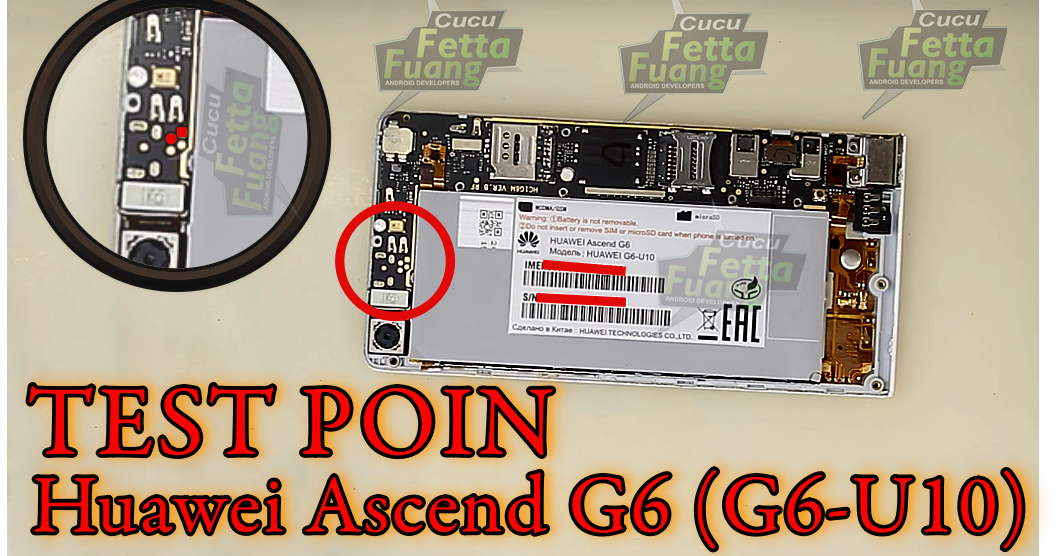 Cucu
Fetta
Fuang
ANDROID DEVELOPERS
Cucu
Fetta
Fuang
ANDROID DEVELOPERS
Cucu
Fetta
Fuang
ANDROID DEVELOPERS
Cucu
Fetta
Fuang
ANDROID DEVELOPERS
HC1G6M VER.B RF
WCDMA/GSM
microSD
Warning: ①Battery is not removable.
②Do not insert or remove SIM or microSD card when phone is turned on.
HUAWEI
HUAWEI Ascend G6
Модель: HUAWEI G6-U10
IMEI
S/N
Cucu
Fetta
Fuang
ANDROID DEVELOPERS
EAC
Сделано в Китае HUAWEI TECHNOLOGIES CO.,LTD.
TEST POIN
Huawei Ascend G6 (G6-U10)